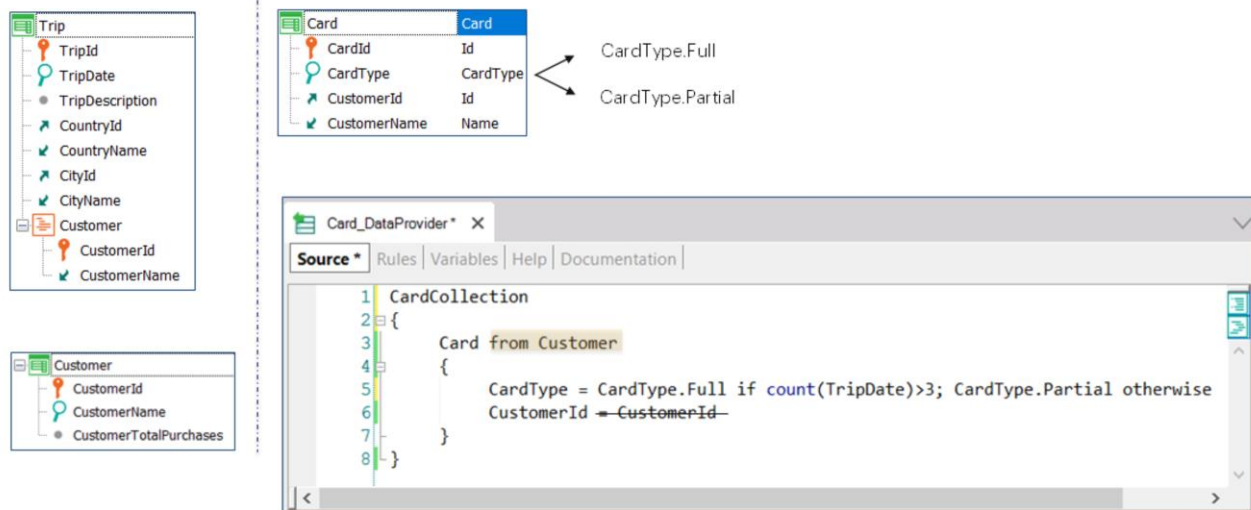 Trip
TripId
TripDate
TripDescription
CountryId
CountryName
CityId
CityName
Customer
CustomerId
CustomerName
Customer
CustomerId
CustomerName
CustomerTotalPurchases
Card Card
CardId Id
CardType CardType
CustomerId Id
CustomerName Name
CardType.Full
CardType.Partial
Card_DataProvider* X
Source * Rules Variables Help Documentation
1 CardCollection
2 {
3 Card from Customer
4 {
5 CardType = CardType.Full if count(TripDate)>3; CardType.Partial otherwise
6 CustomerId = CustomerId
7 }
8 }